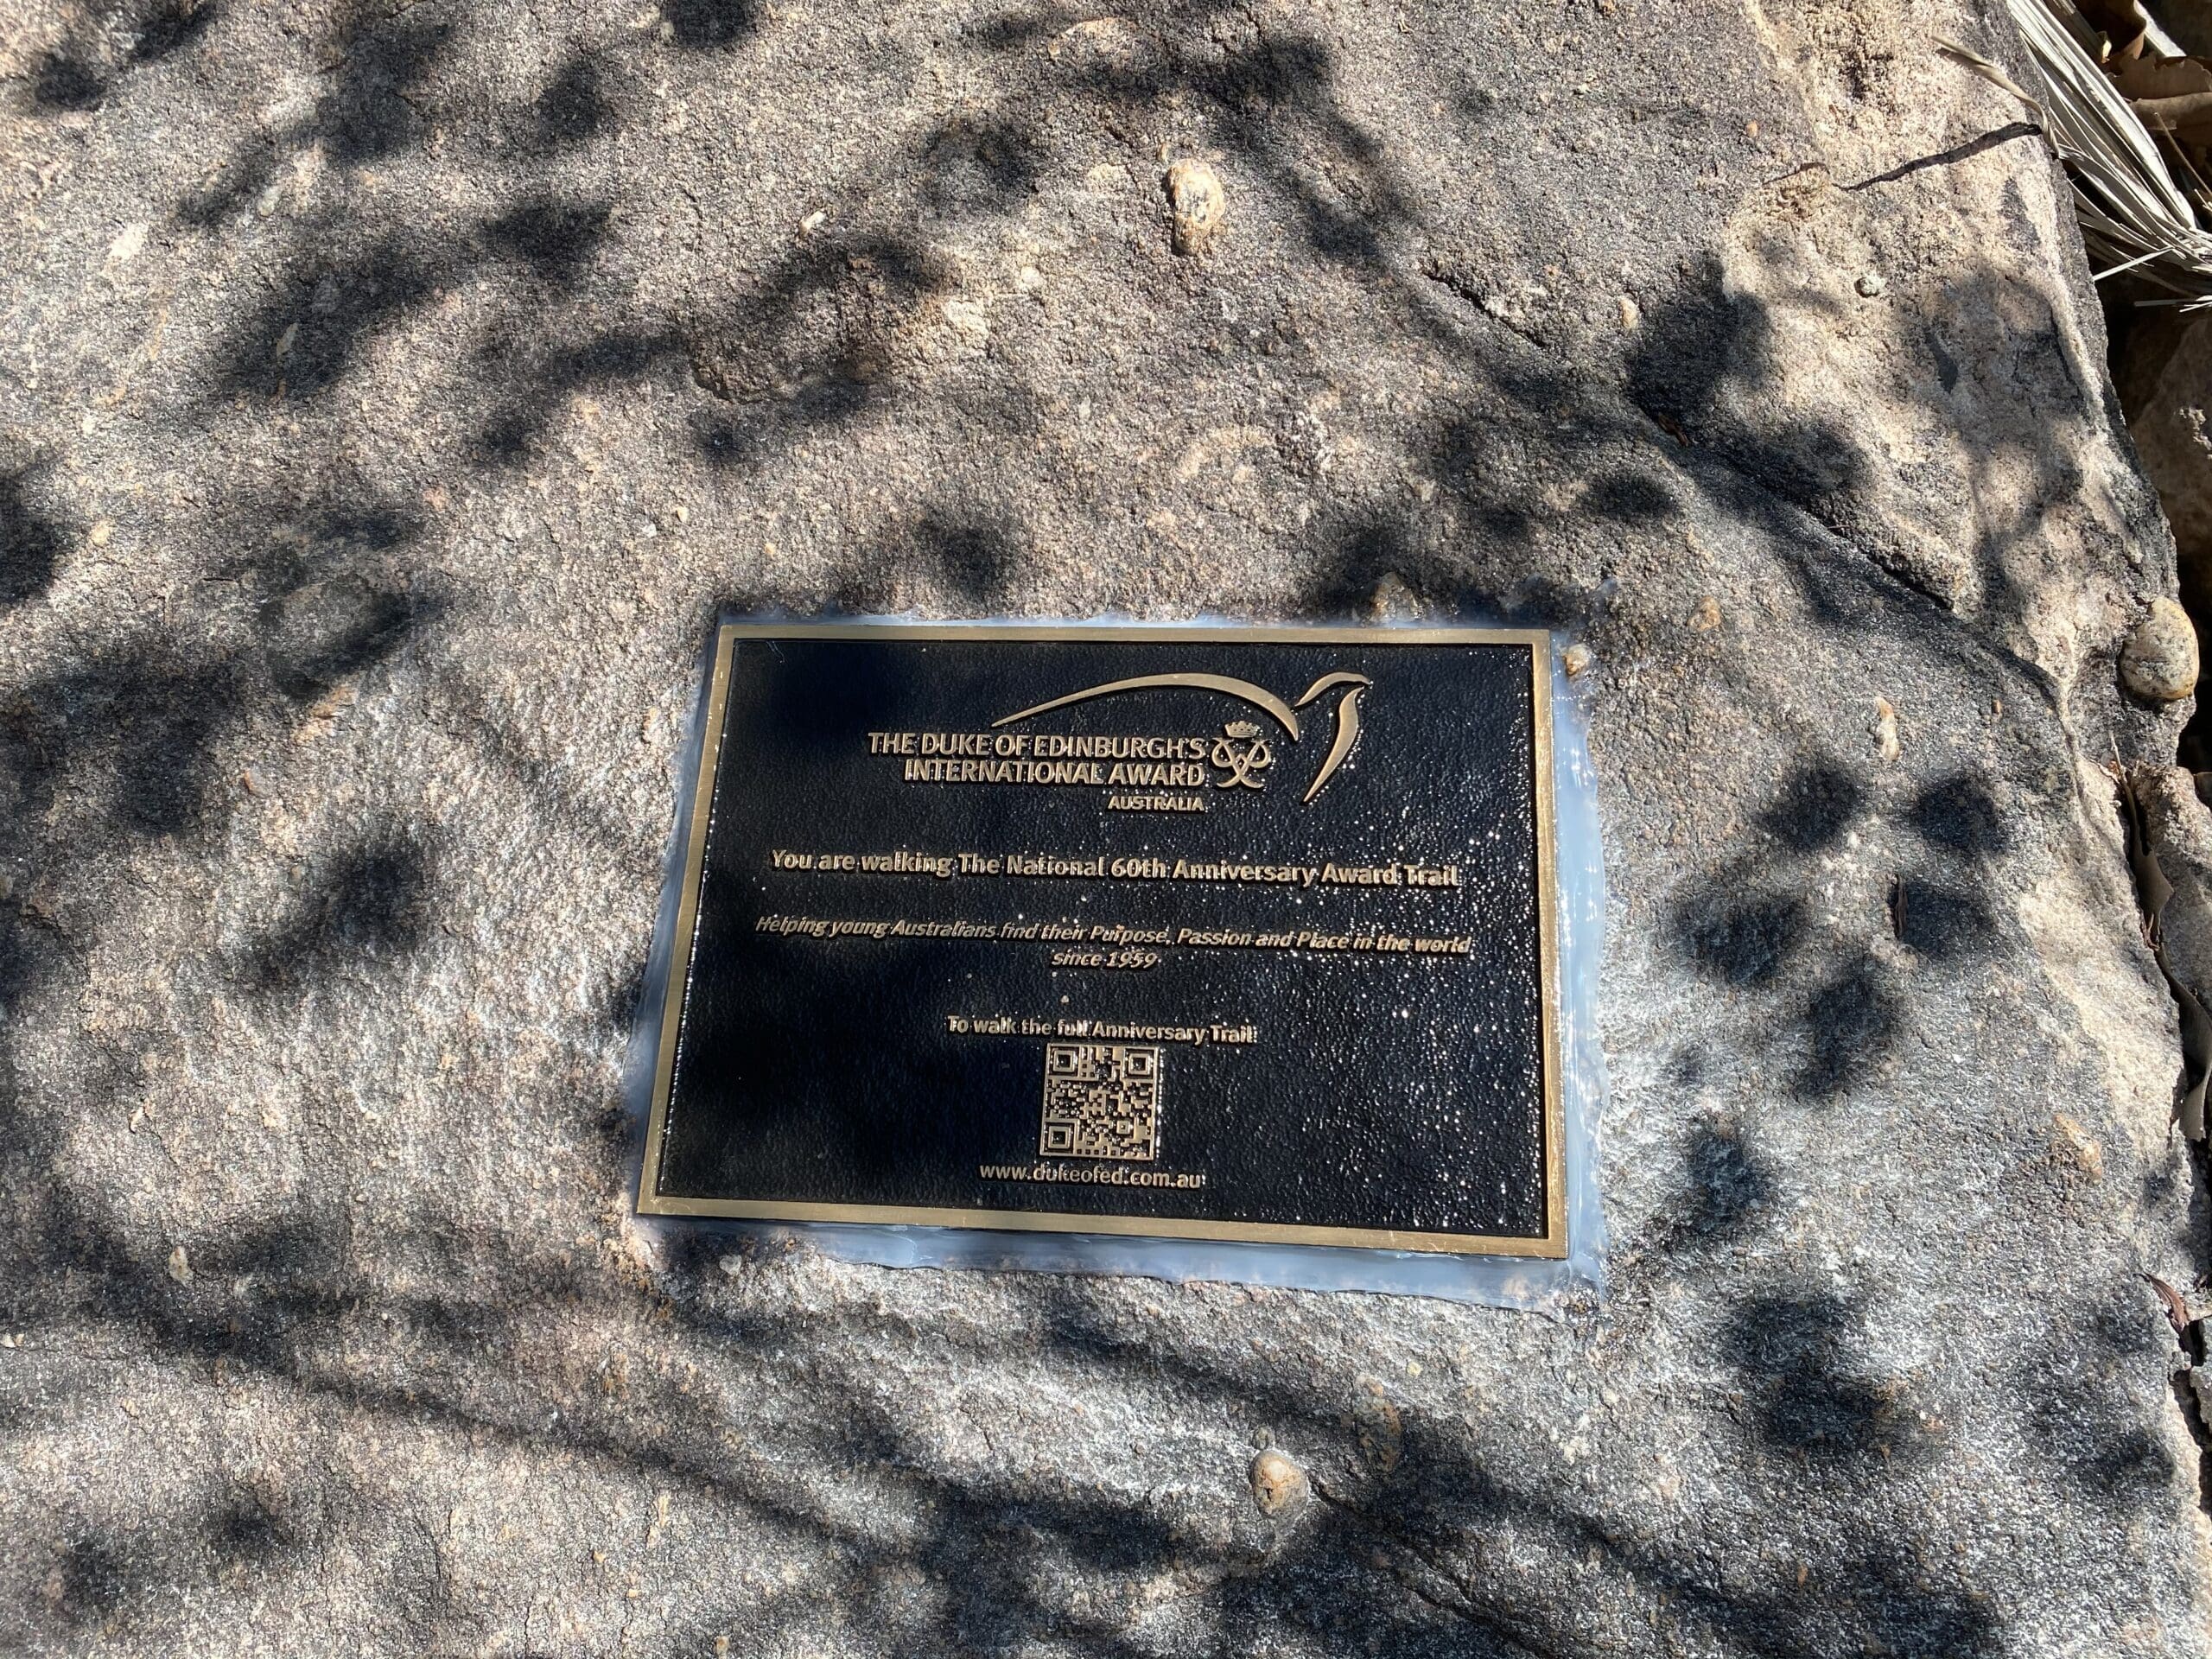 THE DUKE OF EDINBURGH'S
INTERNATIONAL AWARD
AUSTRALIA
You are walking The National 60th Anniversary Award Trail
Helping young Australians find their Purpose, Passion and Place in the world
since 1959
To walk the full Anniversary Trail:
www.dukeofed.com.au